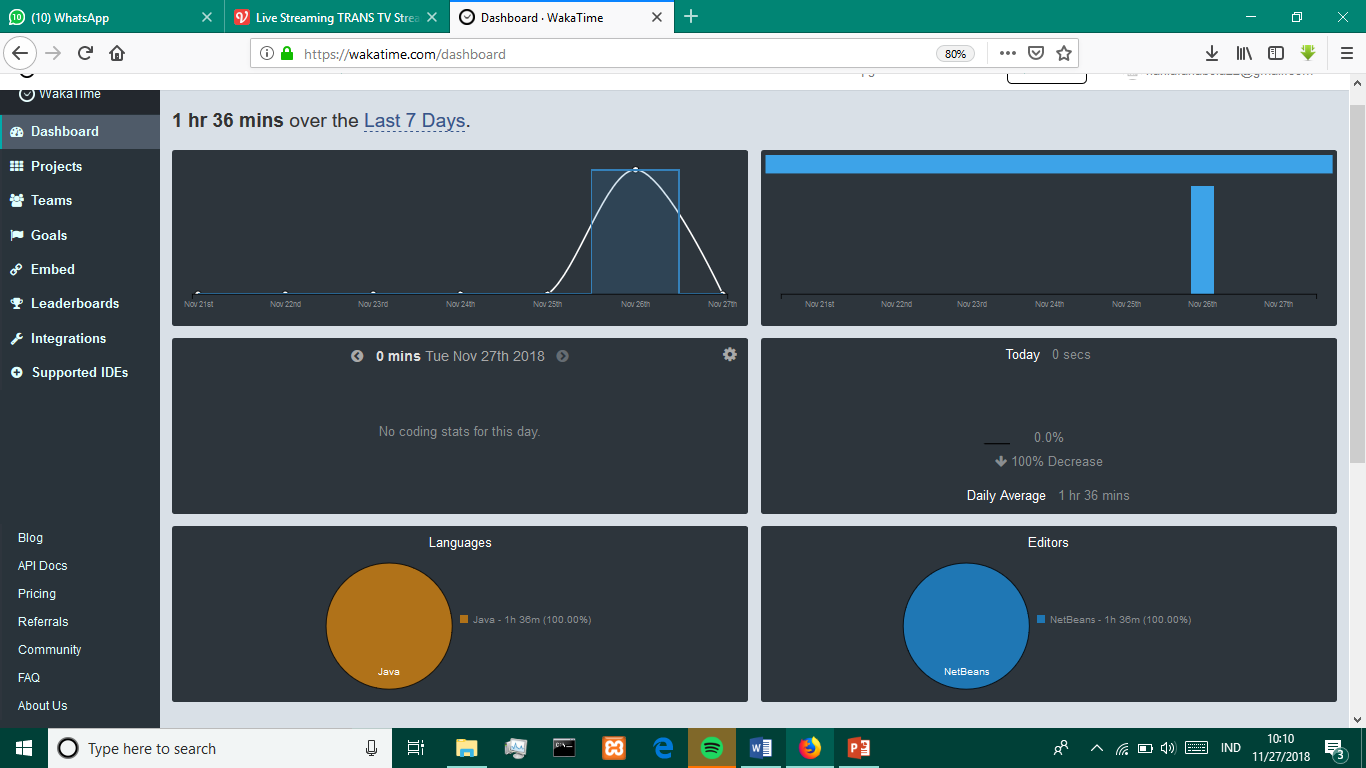 (10) WhatsApp
Live Streaming TRANS TV Strea
Dashboard · WakaTime
https://wakatime.com/dashboard
80%
WakaTime
Dashboard
Projects
Teams
Goals
Embed
Leaderboards
Integrations
Supported IDEs
Blog
API Docs
Pricing
Referrals
Community
FAQ
About Us
1 hr 36 mins over the Last 7 Days.
Nov 21st Nov 22nd Nov 23rd Nov 24th Nov 25th Nov 26th Nov 27th
Nov 21st Nov 22nd Nov 23rd Nov 24th Nov 25th Nov 26th Nov 27th
0 mins Tue Nov 27th 2018
No coding stats for this day.
Today 0 secs
0.0%
100% Decrease
Daily Average 1 hr 36 mins
Languages
Java - 1h 36m (100.00%)
Java
Editors
NetBeans - 1h 36m (100.00%)
NetBeans
Type here to search
IND
10:10
11/27/2018
3